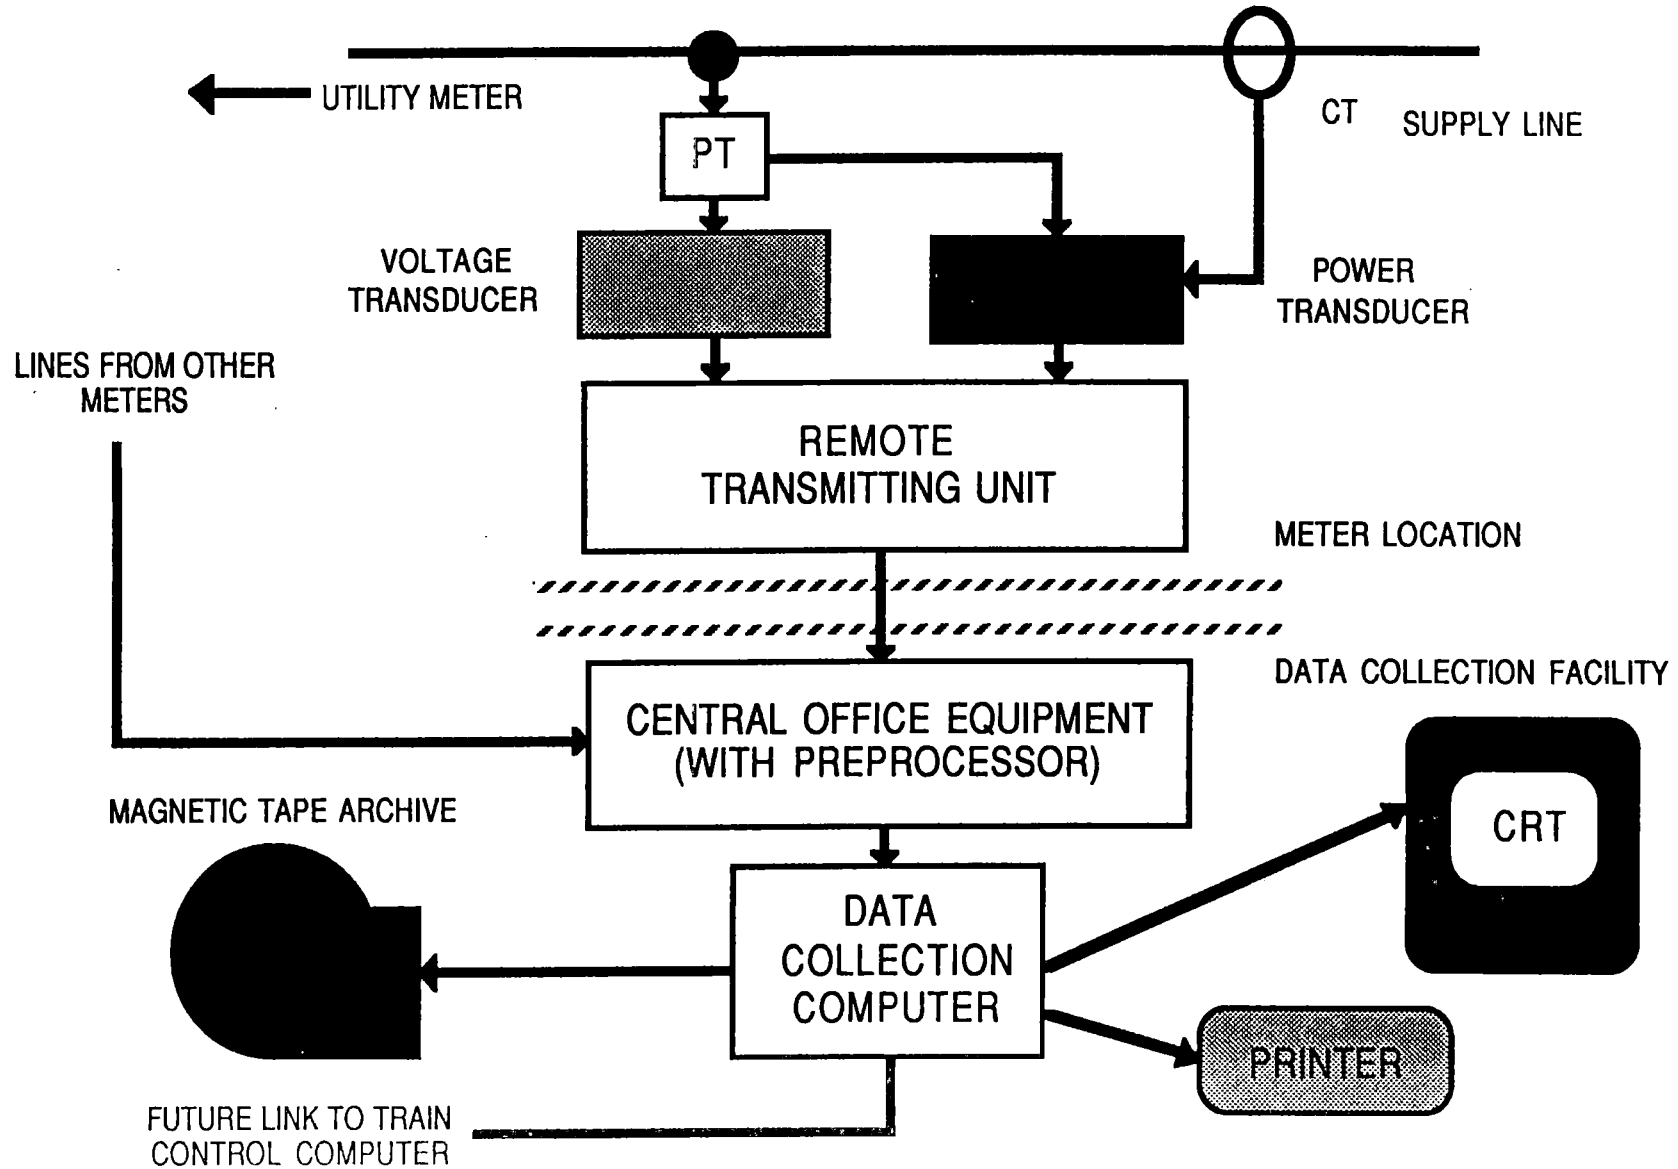 UTILITY METER
CT
SUPPLY LINE
PT
VOLTAGE
TRANSDUCER
POWER
TRANSDUCER
LINES FROM OTHER
METERS
REMOTE
TRANSMITTING UNIT
METER LOCATION
DATA COLLECTION FACILITY
CENTRAL OFFICE EQUIPMENT
(WITH PREPROCESSOR)
MAGNETIC TAPE ARCHIVE
CRT
DATA
COLLECTION
COMPUTER
PRINTER
FUTURE LINK TO TRAIN
CONTROL COMPUTER